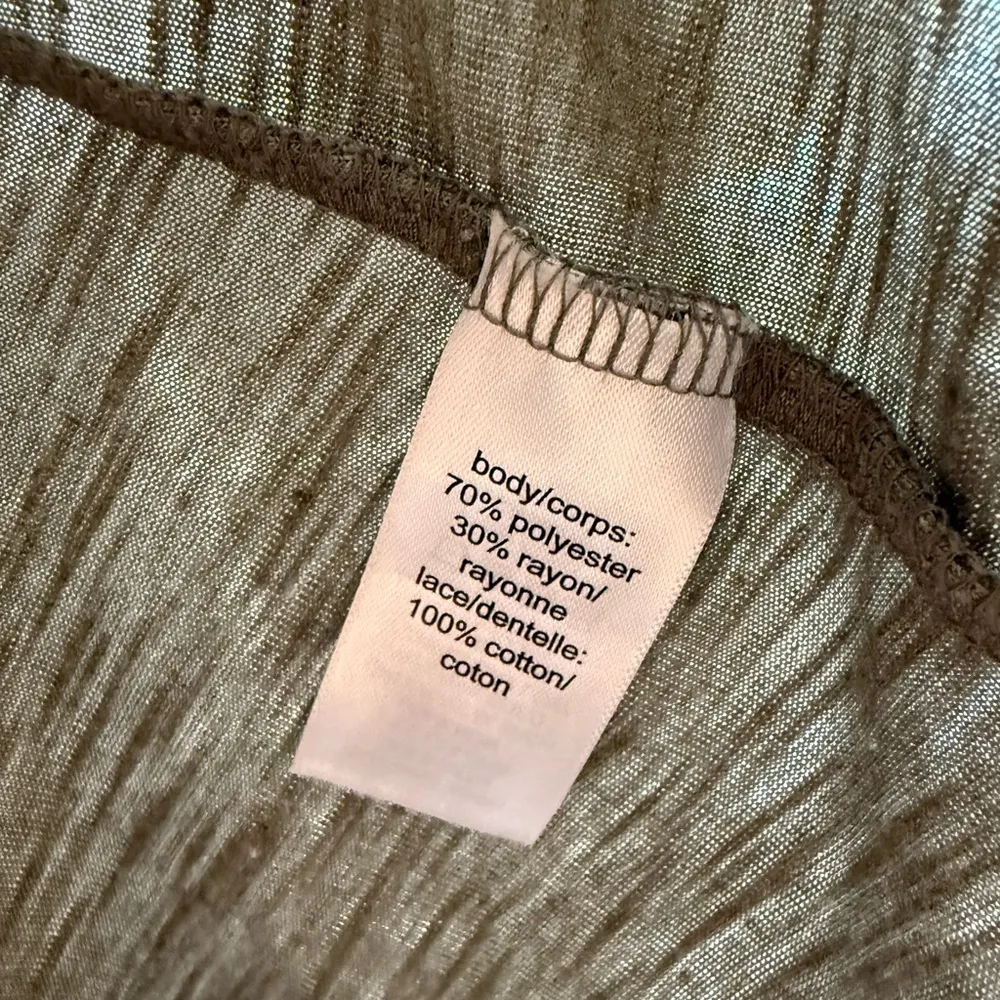 body/corps:
70% polyester
30% rayon/
rayonne
lace/dentelle:
100% cotton/
coton